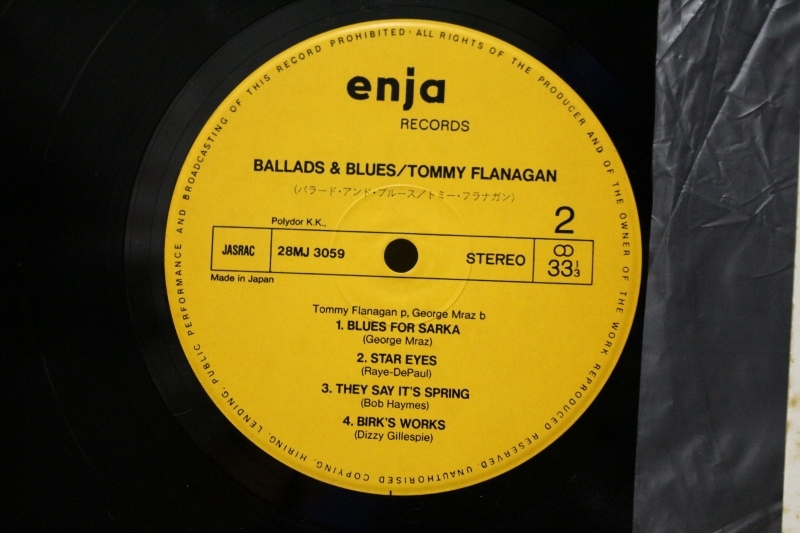 enja
RECORDS
BALLADS & BLUES/TOMMY FLANAGAN
(バラード・アンド・ブルース／トミー・フラナガン)
2
Polydor K.K.,
JASRAC 28MJ 3059 STEREO 33 1/3
Made in Japan
Tommy Flanagan p, George Mraz b
1. BLUES FOR SARKA
(George Mraz)
2. STAR EYES
(Raye-DePaul)
3. THEY SAY IT'S SPRING
(Bob Haymes)
4. BIRK'S WORKS
(Dizzy Gillespie)
ALL RIGHTS OF THE PRODUCER AND OF THE OWNER OF THE WORK REPRODUCED RESERVED. UNAUTHORISED COPYING, HIRING, LENDING, PUBLIC PERFORMANCE AND BROADCASTING OF THIS RECORD PROHIBITED·